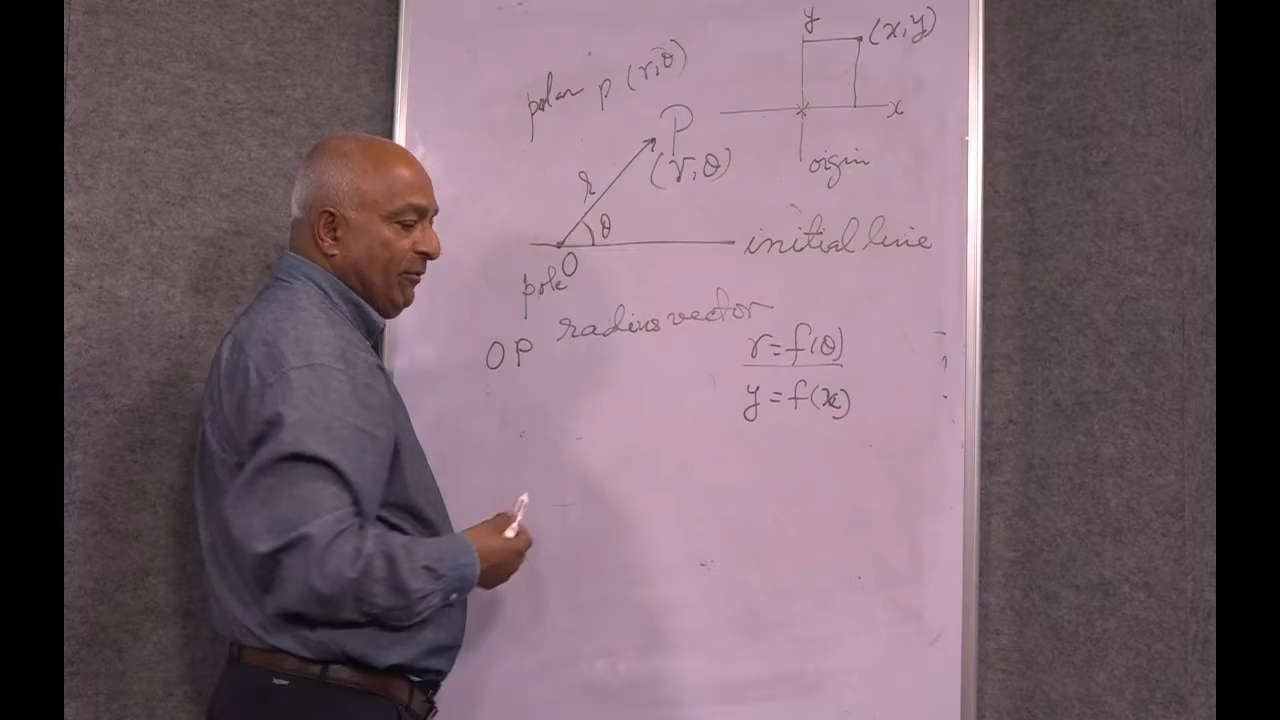 y
(x,y)
polar p (r,θ)
x
P
(r,θ)
origin
r
θ
initial line
O
pole
radius vector
OP
r=f(θ)
y=f(x)